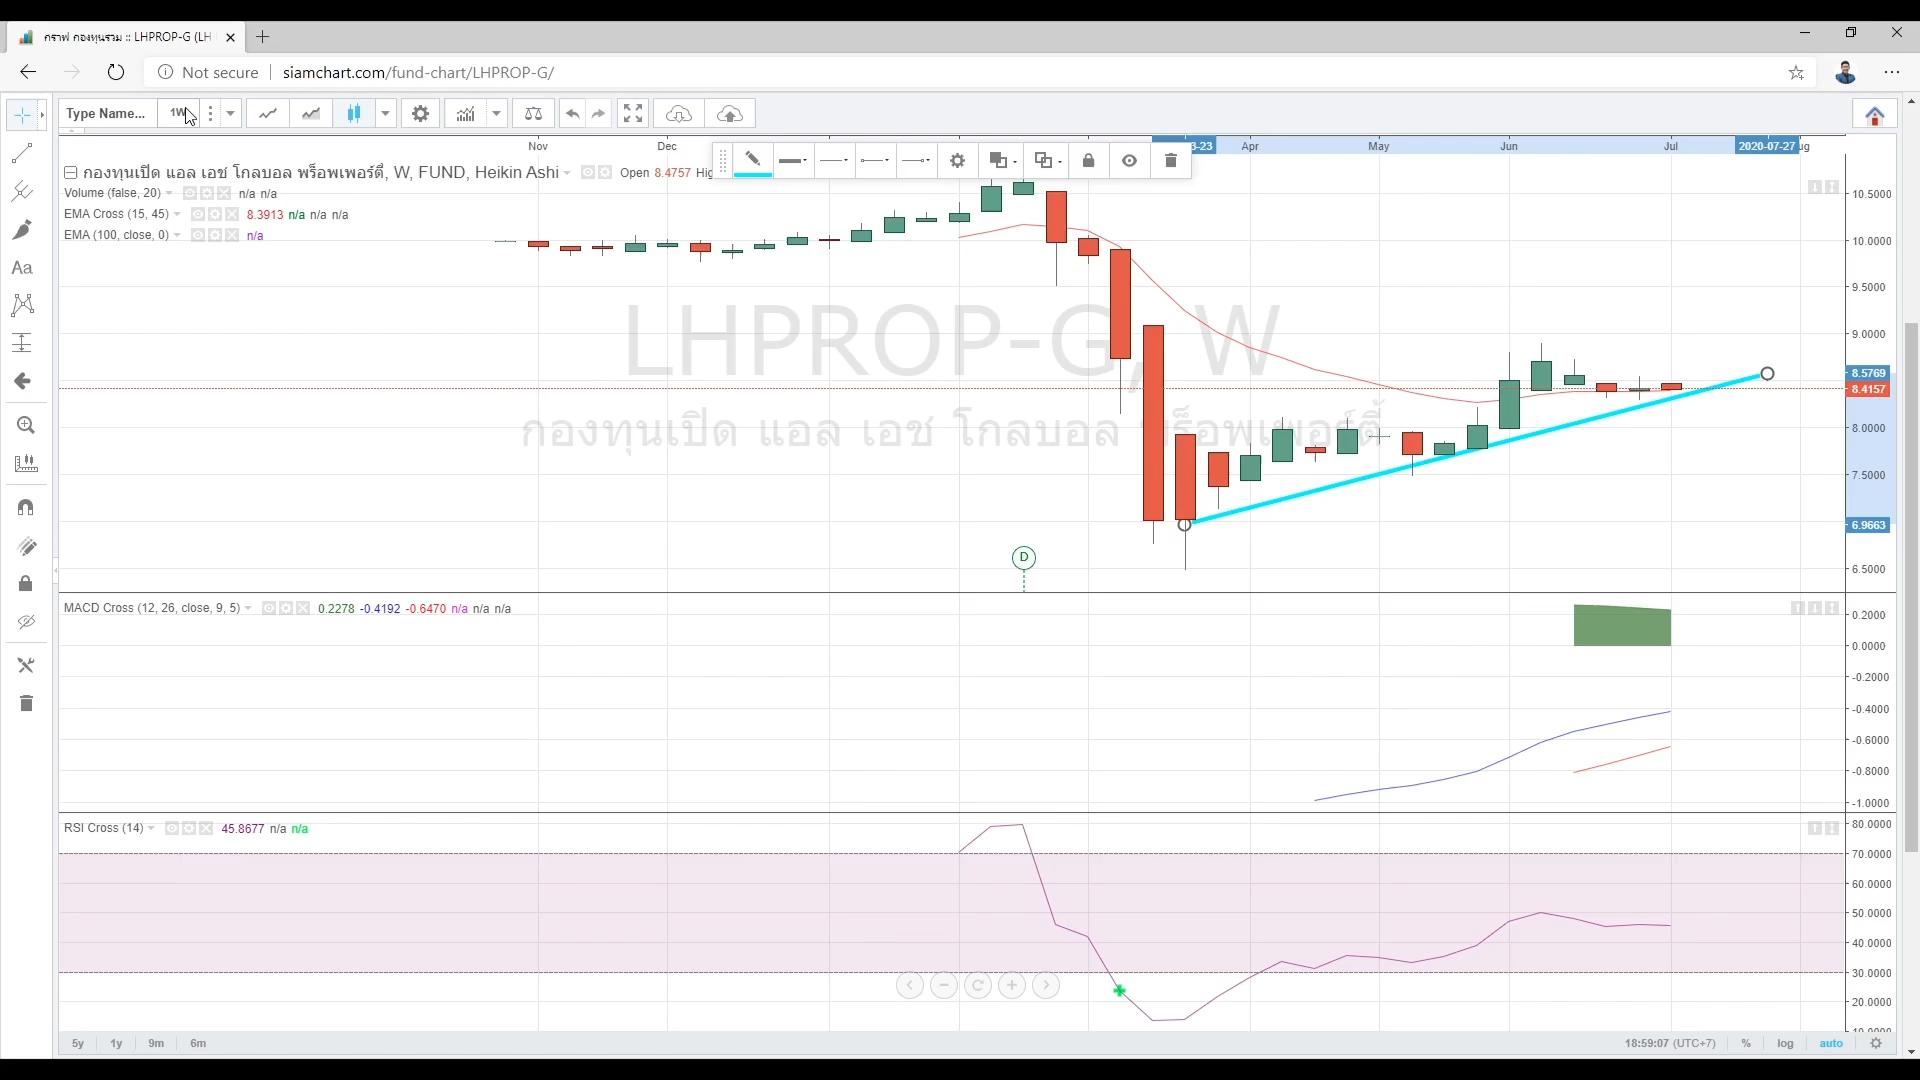 กราฟ กองทุนรวม :: LHPROP-G (LH
Not secure siamchart.com/fund-chart/LHPROP-G/
Type Name... 1W
Nov Dec 3-23 Apr May Jun Jul 2020-07-27 ug
กองทุนเปิด แอล เอช โกลบอล พร็อพเพอร์ตี้, W, FUND, Heikin Ashi Open 8.4757 Hig
Volume (false, 20) n/a n/a
EMA Cross (15, 45) 8.3913 n/a n/a n/a
EMA (100, close, 0) n/a
Aa
LHPROP-G, W
กองทุนเปิด แอล เอช โกลบอล พร็อพเพอร์ตี้
D
10.5000
10.0000
9.5000
9.0000
8.5769
8.4157
8.0000
7.5000
6.9663
6.5000
MACD Cross (12, 26, close, 9, 5) 0.2278 -0.4192 -0.6470 n/a n/a n/a
0.2000
0.0000
-0.2000
-0.4000
-0.6000
-0.8000
-1.0000
RSI Cross (14) 45.8677 n/a n/a
80.0000
70.0000
60.0000
50.0000
40.0000
30.0000
20.0000
10.0000
5y 1y 9m 6m 18:59:07 (UTC+7) % log auto